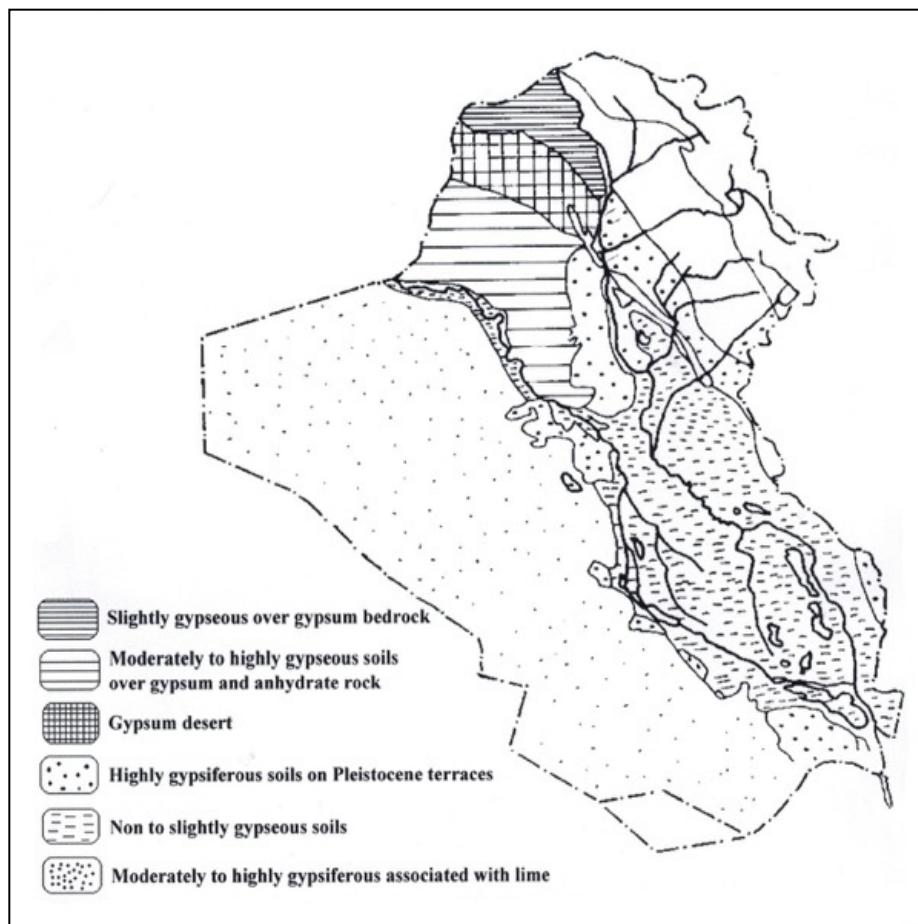 Slightly gypseous over gypsum bedrock
Moderately to highly gypseous soils
over gypsum and anhydrate rock
Gypsum desert
Highly gypsiferous soils on Pleistocene terraces
Non to slightly gypseous soils
Moderately to highly gypsiferous associated with lime